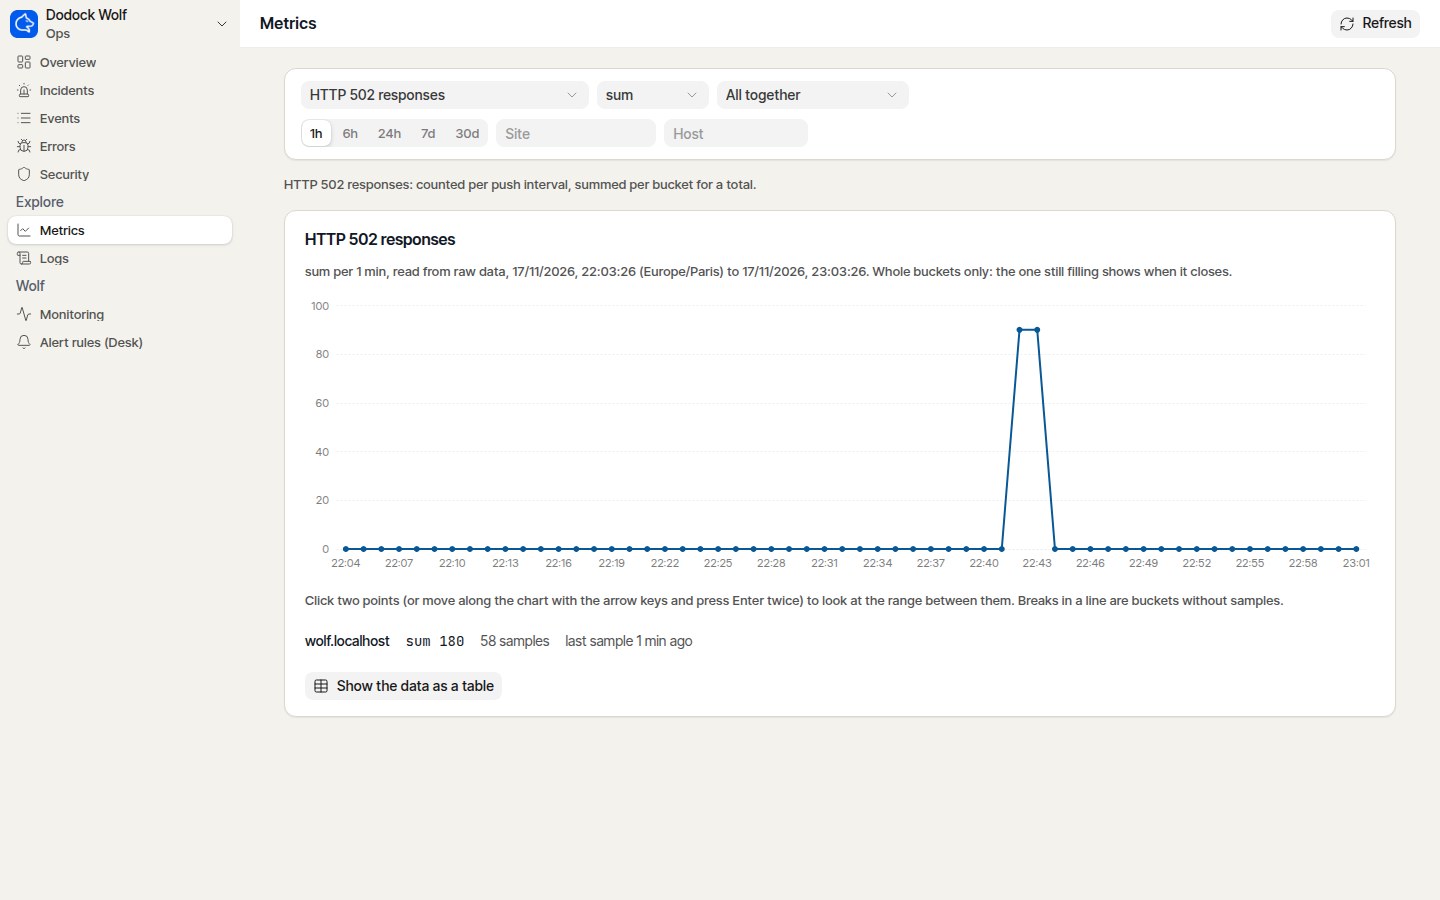 Dodock Wolf
Ops
Overview
Incidents
Events
Errors
Security
Explore
Metrics
Logs
Wolf
Monitoring
Alert rules (Desk)
Metrics
Refresh
HTTP 502 responses
sum
All together
1h 6h 24h 7d 30d
Site
Host
HTTP 502 responses: counted per push interval, summed per bucket for a total.
HTTP 502 responses
sum per 1 min, read from raw data, 17/11/2026, 22:03:26 (Europe/Paris) to 17/11/2026, 23:03:26. Whole buckets only: the one still filling shows when it closes.
100
80
60
40
20
0
22:04 22:07 22:10 22:13 22:16 22:19 22:22 22:25 22:28 22:31 22:34 22:37 22:40 22:43 22:46 22:49 22:52 22:55 22:58 23:01
Click two points (or move along the chart with the arrow keys and press Enter twice) to look at the range between them. Breaks in a line are buckets without samples.
wolf.localhost sum 180 58 samples last sample 1 min ago
Show the data as a table